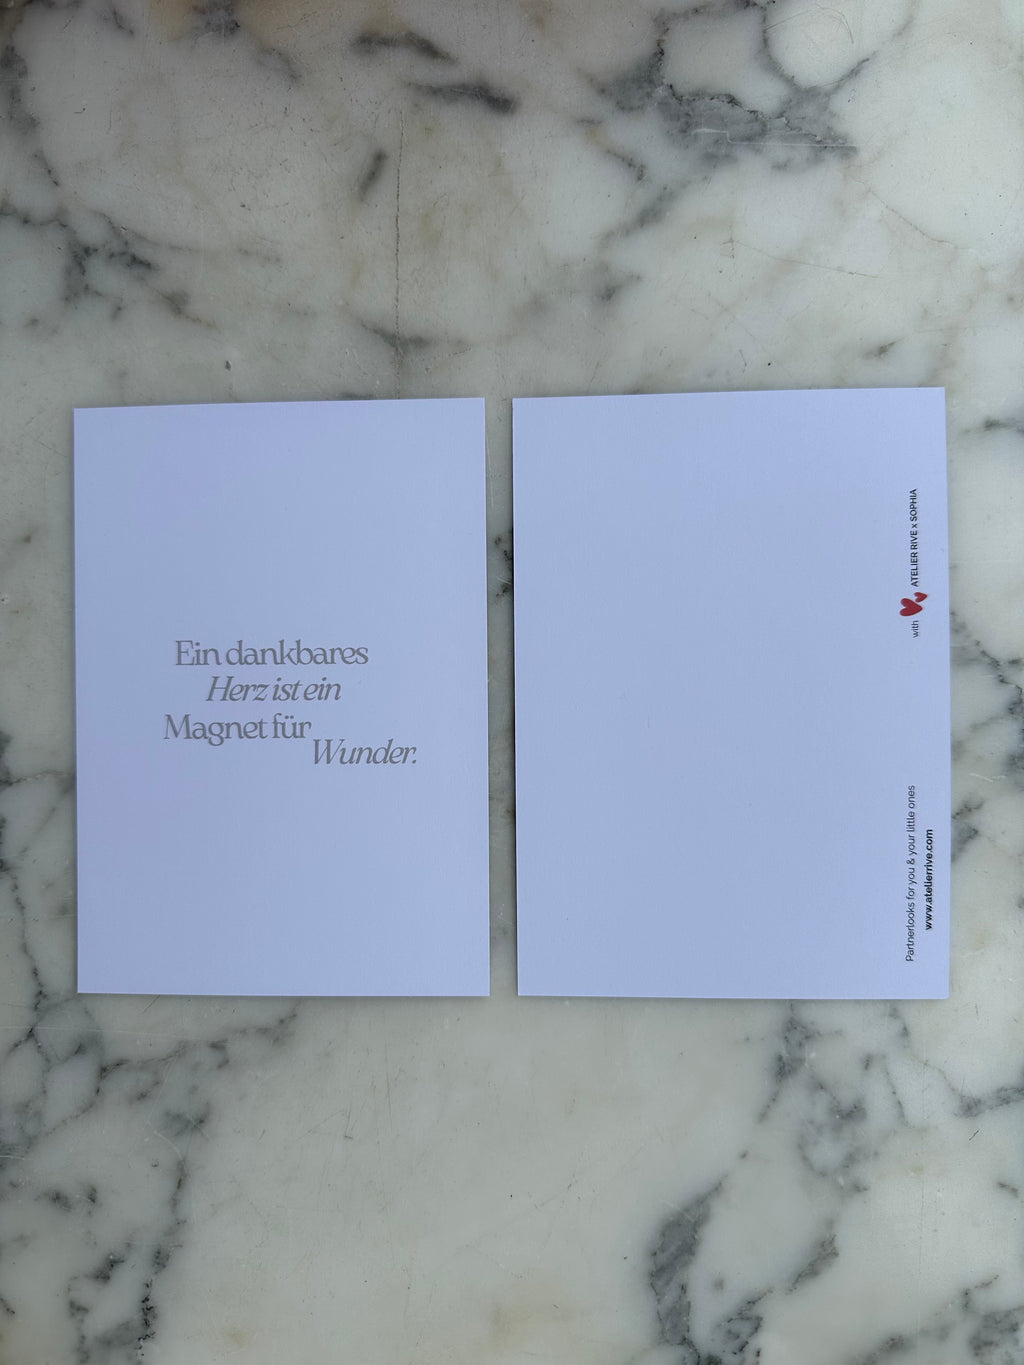 Ein dankbares
Herz ist ein
Magnet für
Wunder.
with ATELIER RIVE x SOPHIA
Partnerlooks for you & your little ones
www.atelierrive.com